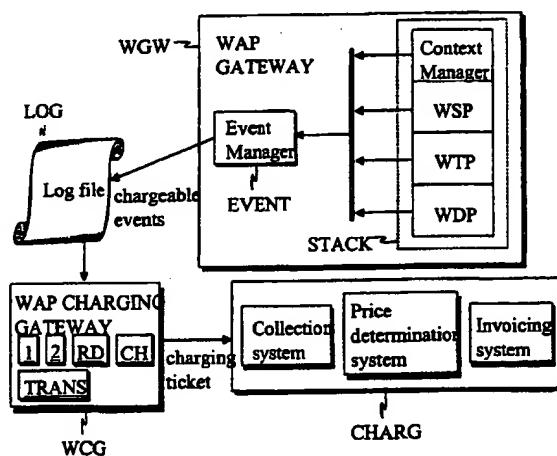 WGW
WAP
GATEWAY
Context
Manager
WSP
WTP
WDP
STACK
Event
Manager
EVENT
LOG
Log file
chargeable
events
WAP CHARGING
GATEWAY
1 2 RD CH
TRANS
WCG
charging
ticket
Collection
system
Price
determination
system
Invoicing
system
CHARG